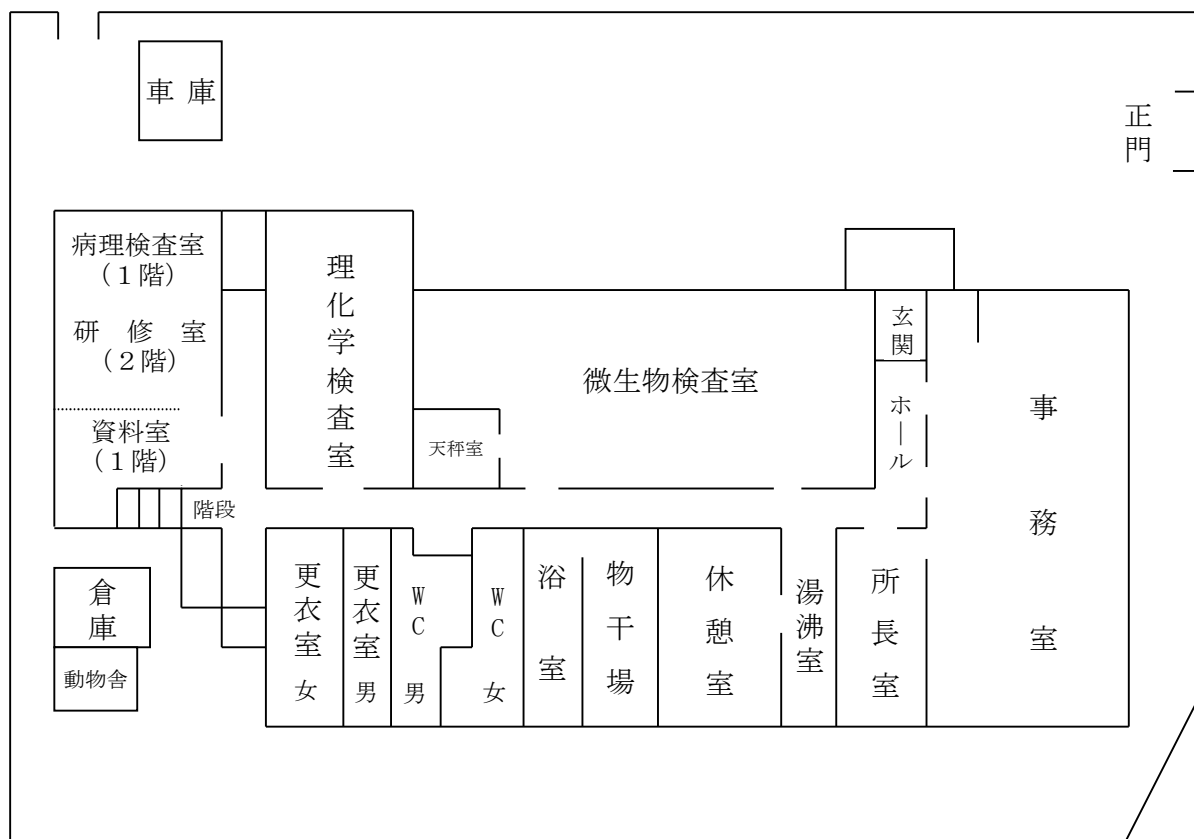 車庫
正門
病理検査室
(1階)
研修室
(2階)
資料室
(1階)
階段
理化学検査室
天秤室
微生物検査室
玄関
ホール
事務室
倉庫
動物舎
更衣室 女
更衣室 男
WC 男
WC 女
浴室
物干場
休憩室
湯沸室
所長室